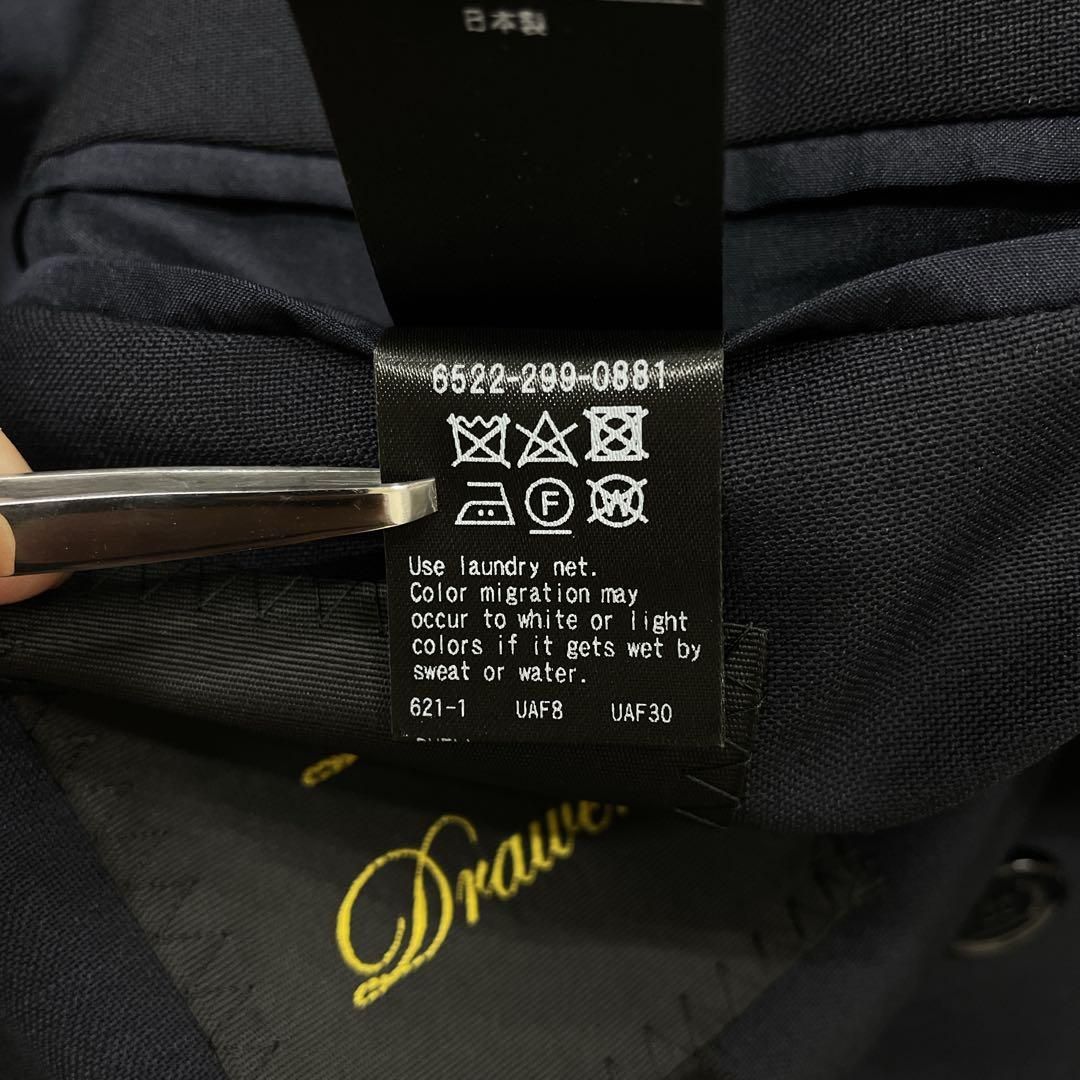 日本製
6522-299-0881
F
W
Use laundry net.
Color migration may
occur to white or light
colors if it gets wet by
sweat or water.
621-1 UAF8 UAF30
Drawer